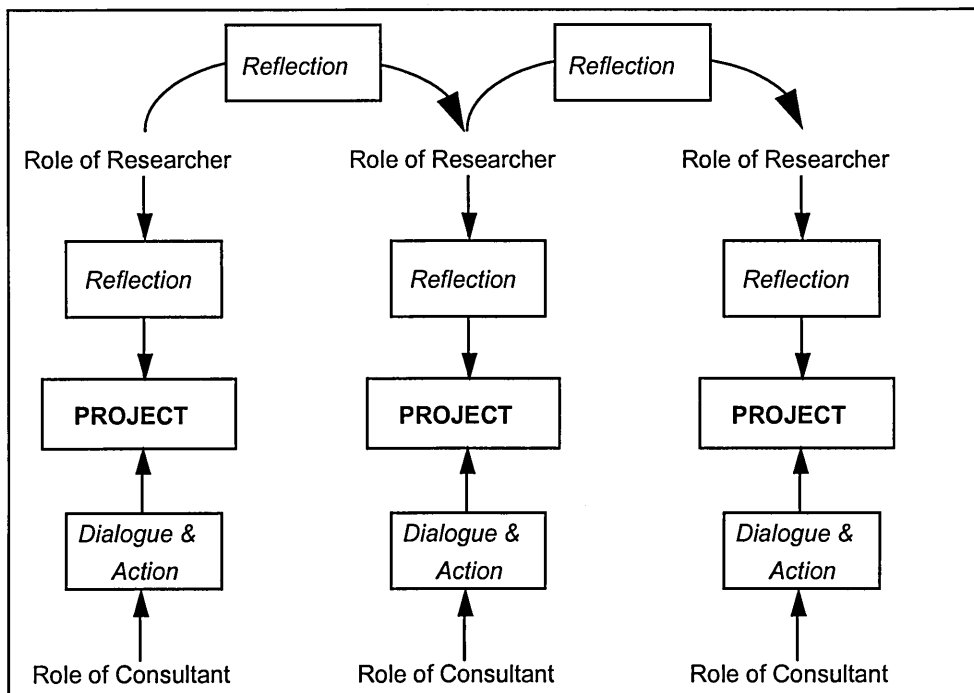 Reflection
Reflection
Role of Researcher
Role of Researcher
Role of Researcher
Reflection
Reflection
Reflection
PROJECT
PROJECT
PROJECT
Dialogue &
Action
Dialogue &
Action
Dialogue &
Action
Role of Consultant
Role of Consultant
Role of Consultant